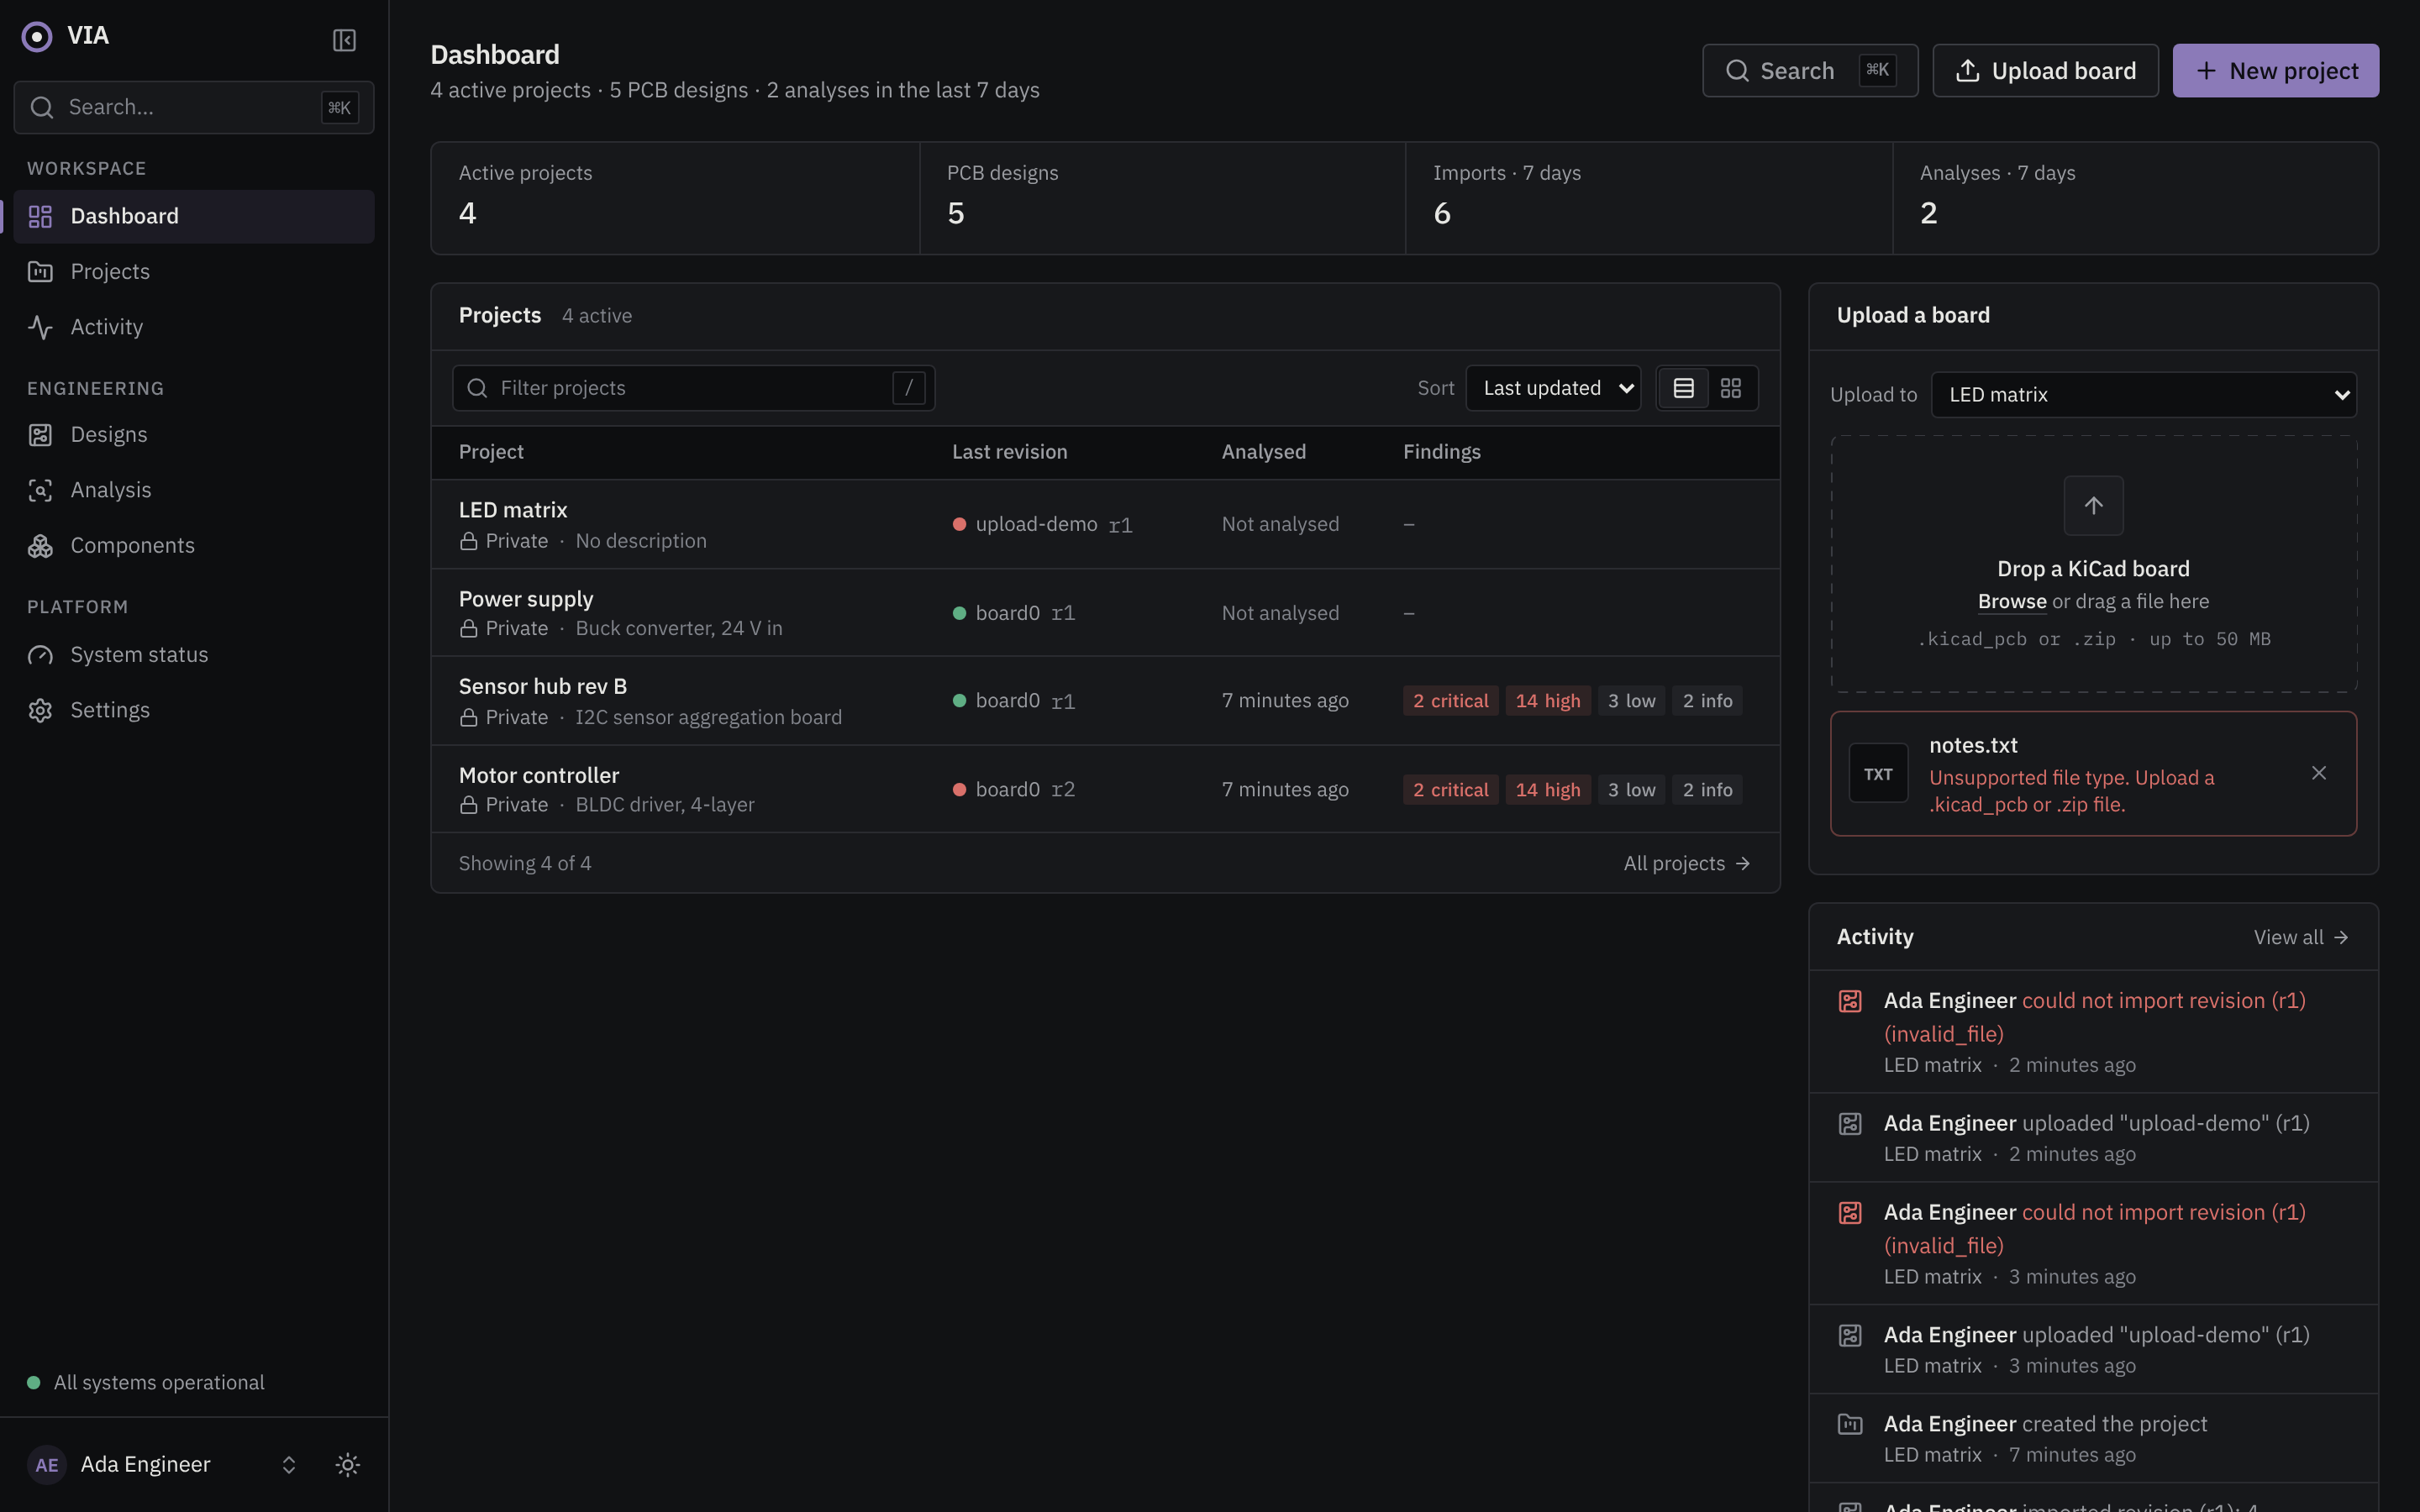 VIA
Search...
⌘K
WORKSPACE
Dashboard
Projects
Activity
ENGINEERING
Designs
Analysis
Components
PLATFORM
System status
Settings
All systems operational
AE
Ada Engineer
Dashboard
4 active projects · 5 PCB designs · 2 analyses in the last 7 days
Search ⌘K
Upload board
New project
Active projects
4
PCB designs
5
Imports · 7 days
6
Analyses · 7 days
2
Projects 4 active
Filter projects /
Sort Last updated
Project Last revision Analysed Findings
LED matrix
Private · No description
upload-demo r1
Not analysed
–
Power supply
Private · Buck converter, 24 V in
board0 r1
Not analysed
–
Sensor hub rev B
Private · I2C sensor aggregation board
board0 r1
7 minutes ago
2 critical 14 high 3 low 2 info
Motor controller
Private · BLDC driver, 4-layer
board0 r2
7 minutes ago
2 critical 14 high 3 low 2 info
Showing 4 of 4
All projects →
Upload a board
Upload to LED matrix
Drop a KiCad board
Browse or drag a file here
.kicad_pcb or .zip · up to 50 MB
TXT
notes.txt
Unsupported file type. Upload a
.kicad_pcb or .zip file.
Activity
View all →
Ada Engineer could not import revision (r1)
(invalid_file)
LED matrix · 2 minutes ago
Ada Engineer uploaded "upload-demo" (r1)
LED matrix · 2 minutes ago
Ada Engineer could not import revision (r1)
(invalid_file)
LED matrix · 3 minutes ago
Ada Engineer uploaded "upload-demo" (r1)
LED matrix · 3 minutes ago
Ada Engineer created the project
LED matrix · 7 minutes ago
Ada Engineer imported revision (r1):